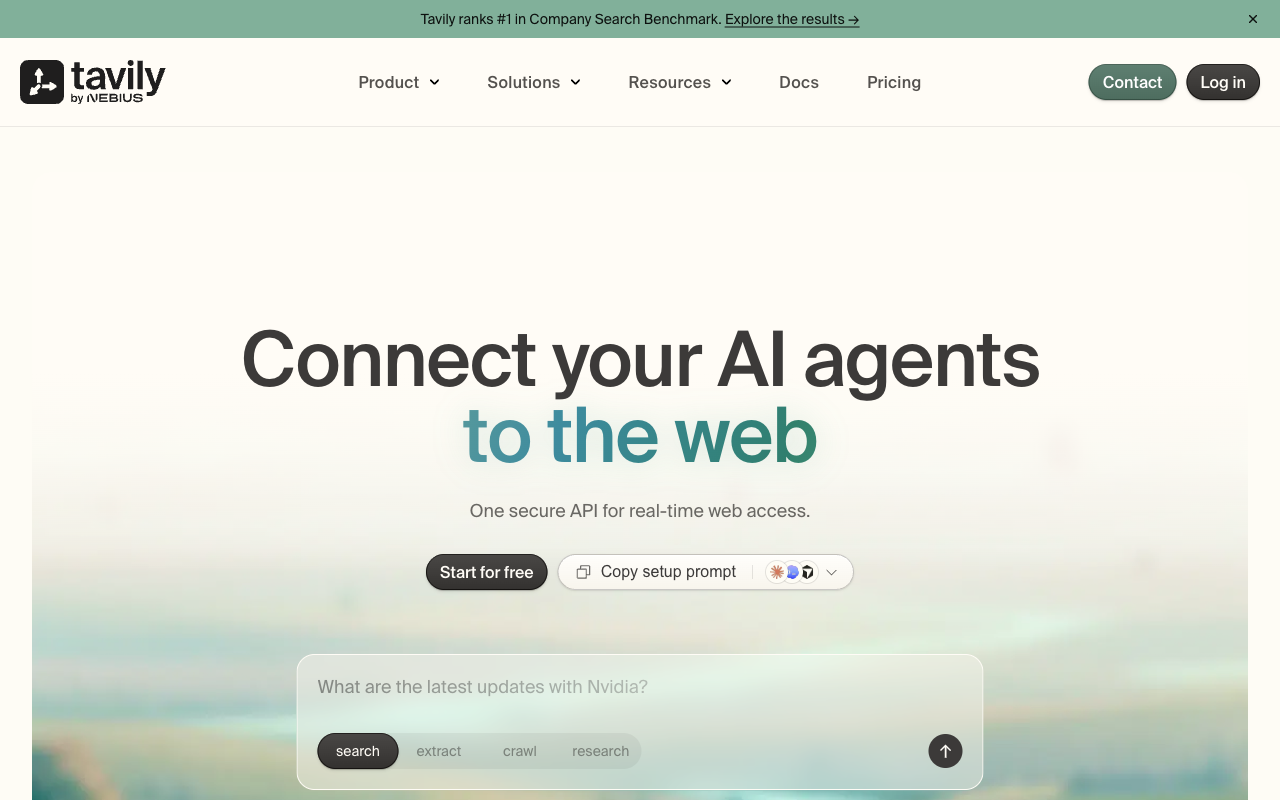 Tavily ranks #1 in Company Search Benchmark. Explore the results →
tavily
by NEBIUS
Product
Solutions
Resources
Docs
Pricing
Contact
Log in
Connect your AI agents
to the web
One secure API for real-time web access.
Start for free
Copy setup prompt
What are the latest updates with Nvidia?
search
extract
crawl
research